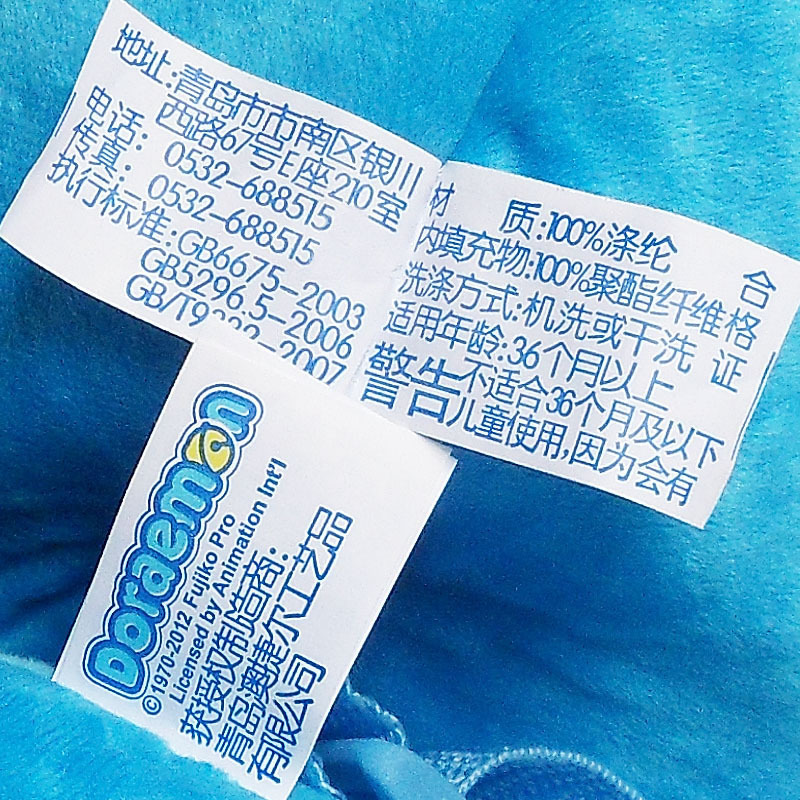 地址:青岛市市南区银川
西路67号E座210室
电话: 0532-688515
传真: 0532-688515
执行标准:GB6675-2003
GB5296.5-2006
GB/T9 -2007
材 质:100%涤纶
内填充物:100%聚酯纤维
洗涤方式:机洗或干洗
适用年龄:36个月以上
合格证
警告不适合36个月及以下
儿童使用,因为会有
Doraemon
©1970-2012 Fujiko Pro
Licensed by Animation Int'l
获授权制造商:
青岛澳捷尔工艺品
有限公司